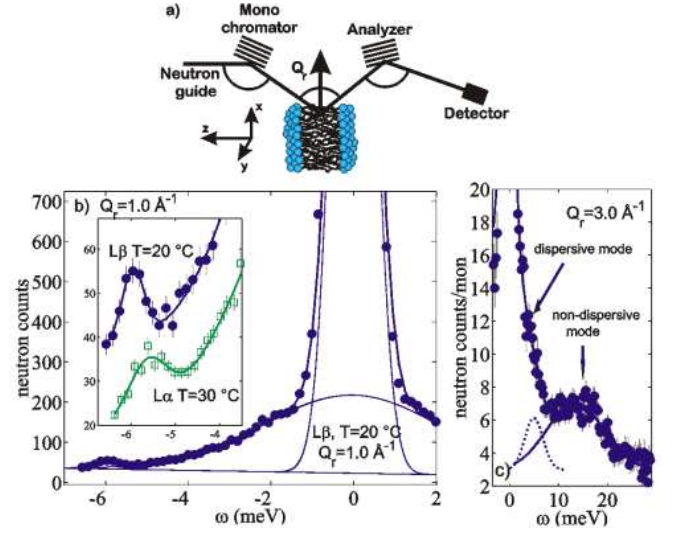 a)
Mono
chromator
Analyzer
Qr
Neutron
guide
Detector
x
z
y
b) Qr=1.0 Å-1
700
600
500
400
300
200
100
0
neutron counts
60
50
40
30
20
Lβ T=20 °C
Lα T=30 °C
-6 -5 -4
Lβ, T=20 °C
Qr=1.0 Å-1
-6 -4 -2 0 2
ω (meV)
20
18
16
14
12
10
8
6
4
2
neutron counts/mon
Qr=3.0 Å-1
dispersive mode
non-dispersive
mode
c)
0 10 20
ω (meV)